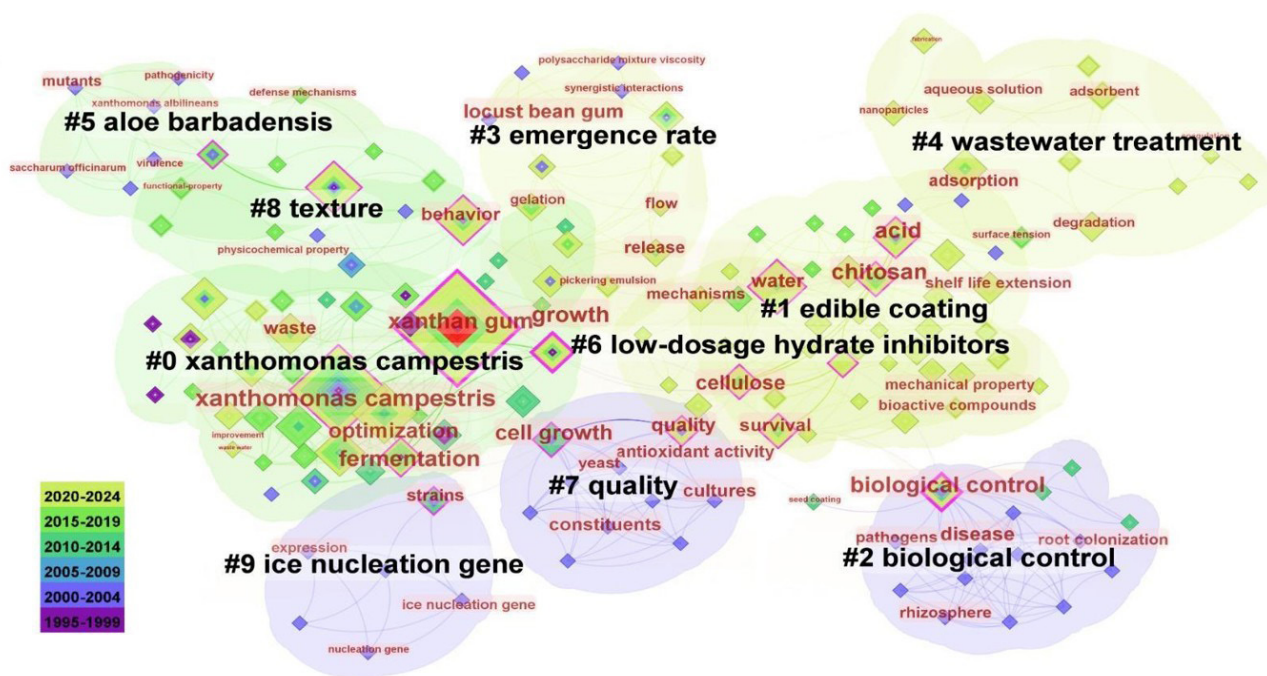 fabrication
polysaccharide mixture viscosity
pathogenicity
mutants
synergistic interactions
defense mechanisms
aqueous solution
adsorbent
xanthomonas albilineans
locust bean gum
nanoparticles
#5 aloe barbadensis
#3 emergence rate
#4 wastewater treatment
coagulation
saccharum officinarum
virulence
functional-property
adsorption
#8 texture
behavior
gelation
flow
acid
degradation
surface tension
physicochemical property
release
water
chitosan
pickering emulsion
mechanisms
shelf life extension
xanthan gum
growth
#1 edible coating
waste
#0 xanthomonas campestris
#6 low-dosage hydrate inhibitors
cellulose
mechanical property
xanthomonas campestris
bioactive compounds
improvement
optimization
cell growth
quality
survival
waste water
fermentation
antioxidant activity
yeast
#7 quality
biological control
strains
cultures
seed coating
2020-2024
2015-2019
2010-2014
2005-2009
2000-2004
1995-1999
constituents
pathogens
disease
root colonization
expression
#9 ice nucleation gene
#2 biological control
ice nucleation gene
rhizosphere
nucleation gene